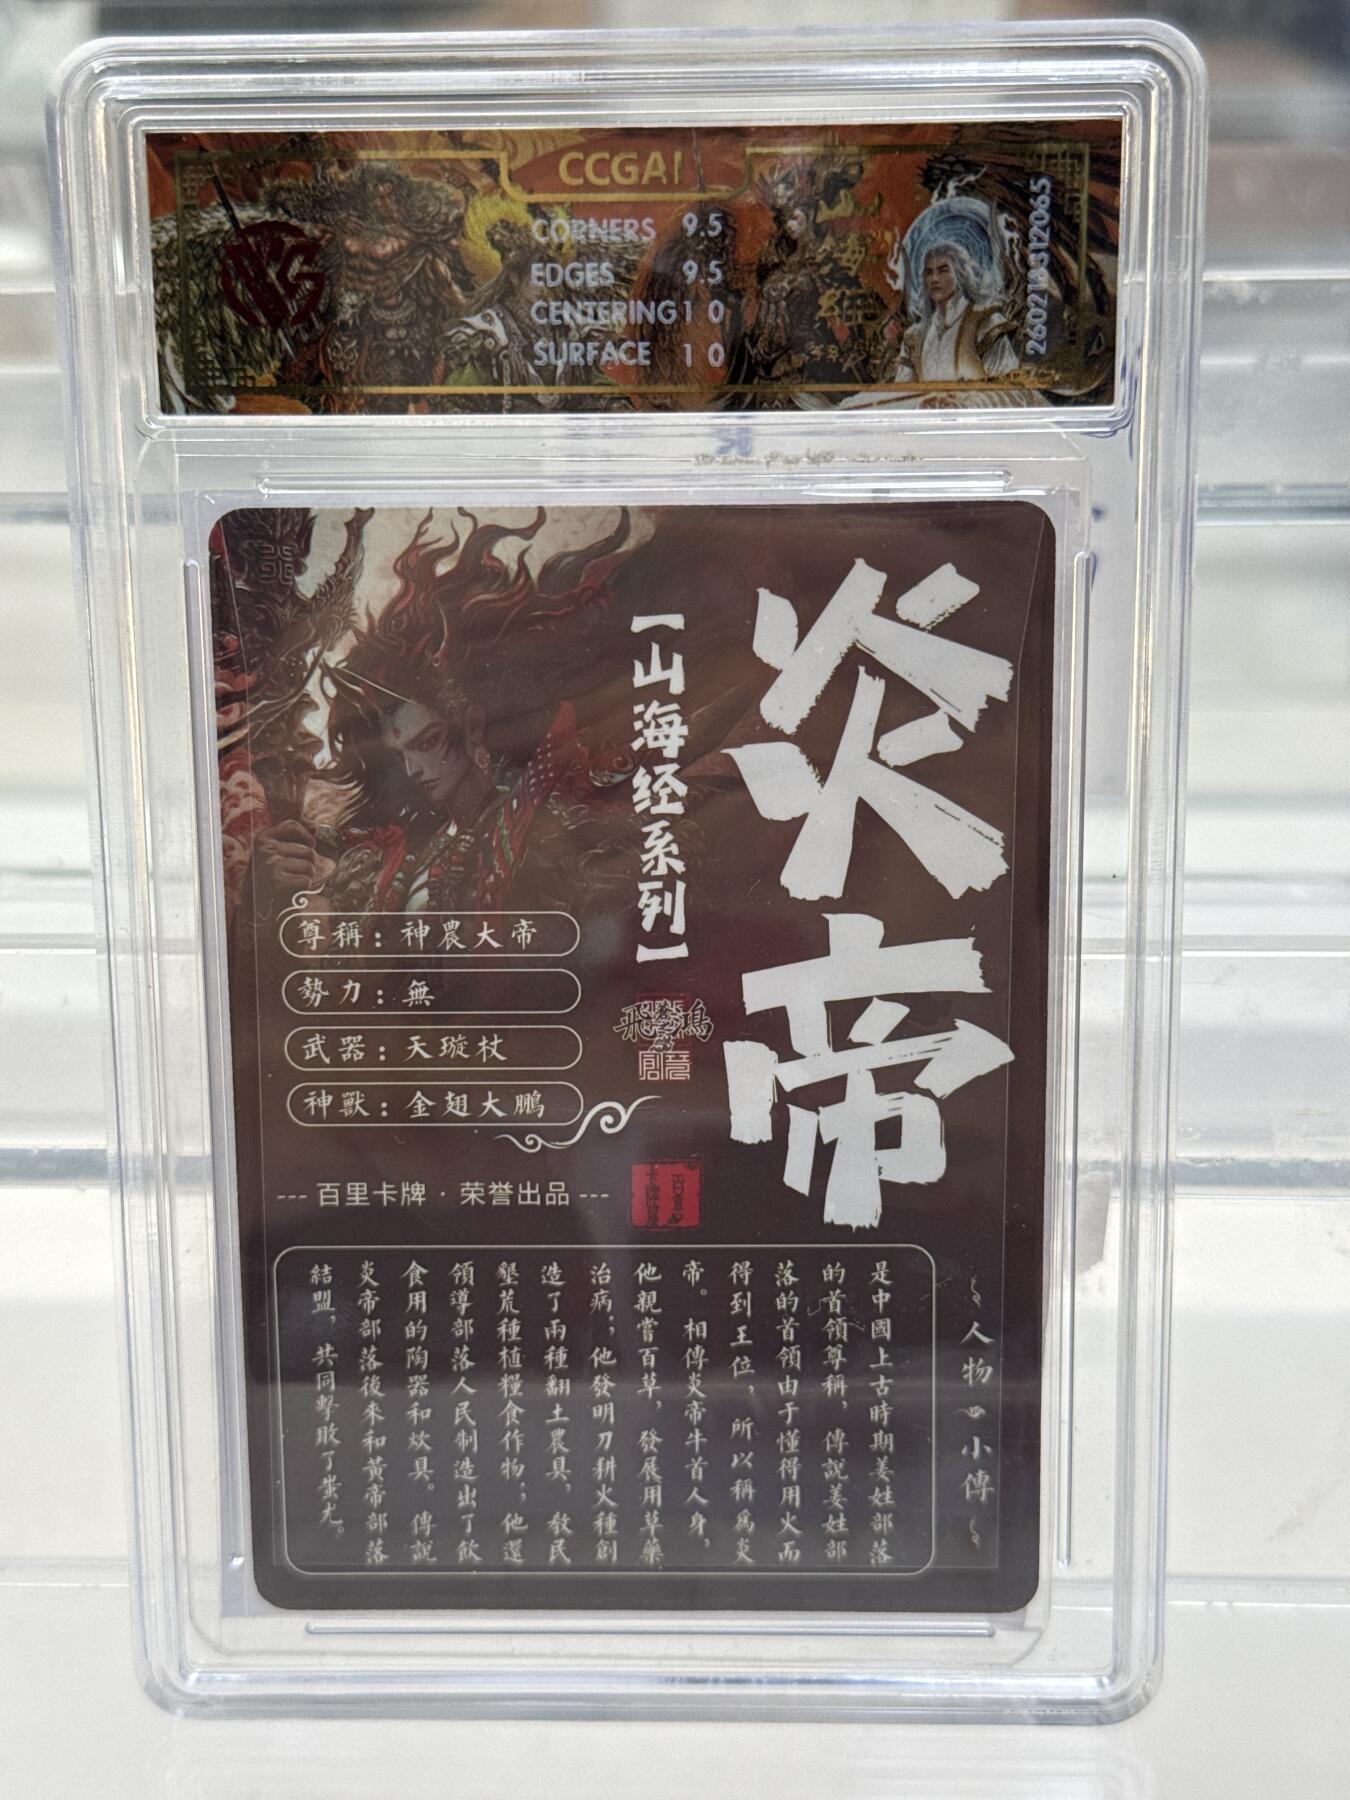 CCGAI
CORNERS 9.5
EDGES 9.5
CENTERING 10
SURFACE 10
山海经
2602183112065
炎帝
【山海经系列】
尊稱：神農大帝
勢力：無
武器：天璇杖
神獸：金翅大鵬
飛鴻
--- 百里卡牌 · 荣誉出品 ---
人物小傳
是中國上古時期姜姓部落
的首領尊稱，傳說姜姓部
落的首領由于懂得用火而
得到王位，所以稱爲炎
帝。相傳炎帝牛首人身，
他親嘗百草，發展用草藥
治病；他發明刀耕火種創
造了兩種翻土農具，教民
墾荒種植糧食作物；他還
領導部落人民制造出了飲
食用的陶器和炊具。傳說
炎帝部落後來和黃帝部落
結盟，共同擊敗了蚩尤。